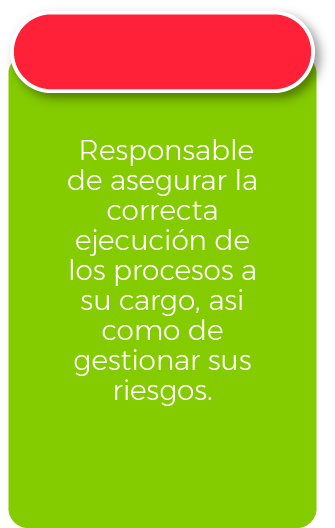 Responsable
de asegurar la
correcta
ejecución de
los procesos a
su cargo, asi
como de
gestionar sus
riesgos.